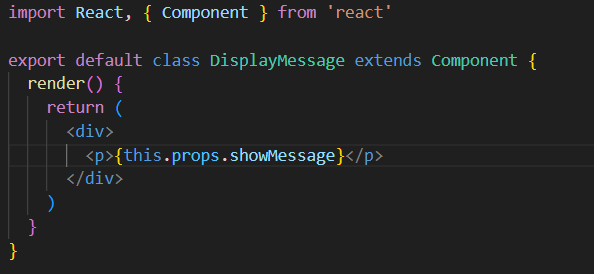 import React, { Component } from 'react'
export default class DisplayMessage extends Component {
render() {
return (
<div>
<p>{this.props.showMessage}</p>
</div>
)
}
}